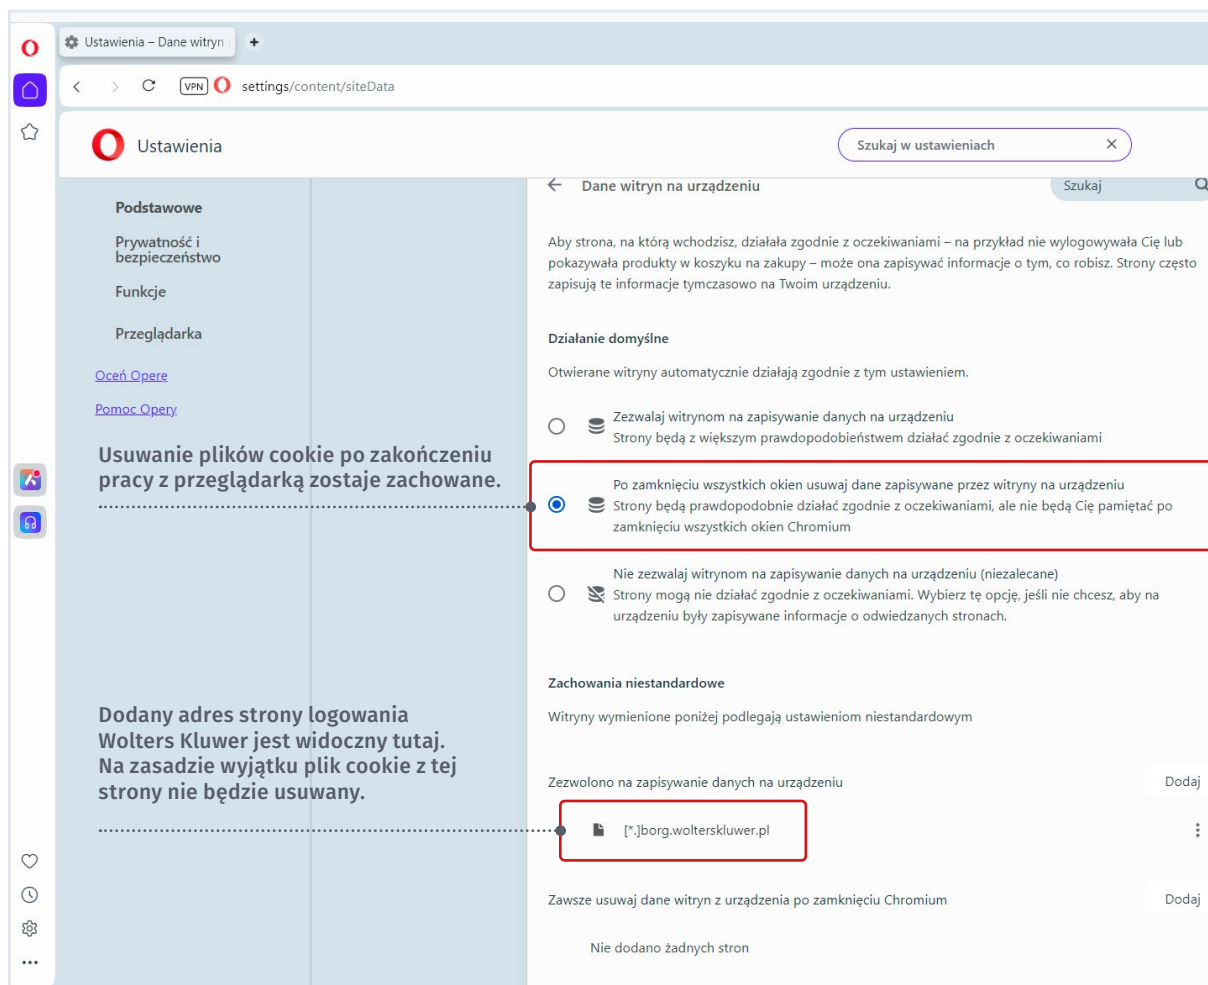 Ustawienia – Dane witryn
VPN
settings/content/siteData
Ustawienia
Szukaj w ustawieniach
Podstawowe
Prywatność i
bezpieczeństwo
Funkcje
Przeglądarka
Oceń Operę
Pomoc Opery
Usuwanie plików cookie po zakończeniu
pracy z przeglądarką zostaje zachowane.
Dodany adres strony logowania
Wolters Kluwer jest widoczny tutaj.
Na zasadzie wyjątku plik cookie z tej
strony nie będzie usuwany.
Dane witryn na urządzeniu
Szukaj
Aby strona, na którą wchodzisz, działała zgodnie z oczekiwaniami – na przykład nie wylogowywała Cię lub
pokazywała produkty w koszyku na zakupy – może ona zapisywać informacje o tym, co robisz. Strony często
zapisują te informacje tymczasowo na Twoim urządzeniu.
Działanie domyślne
Otwierane witryny automatycznie działają zgodnie z tym ustawieniem.
Zezwalaj witrynom na zapisywanie danych na urządzeniu
Strony będą z większym prawdopodobieństwem działać zgodnie z oczekiwaniami
Po zamknięciu wszystkich okien usuwaj dane zapisywane przez witryny na urządzeniu
Strony będą prawdopodobnie działać zgodnie z oczekiwaniami, ale nie będą Cię pamiętać po
zamknięciu wszystkich okien Chromium
Nie zezwalaj witrynom na zapisywanie danych na urządzeniu (niezalecane)
Strony mogą nie działać zgodnie z oczekiwaniami. Wybierz tę opcję, jeśli nie chcesz, aby na
urządzeniu były zapisywane informacje o odwiedzanych stronach.
Zachowania niestandardowe
Witryny wymienione poniżej podlegają ustawieniom niestandardowym
Zezwolono na zapisywanie danych na urządzeniu
Dodaj
[*.]borg.wolterskluwer.pl
Zawsze usuwaj dane witryn z urządzenia po zamknięciu Chromium
Dodaj
Nie dodano żadnych stron